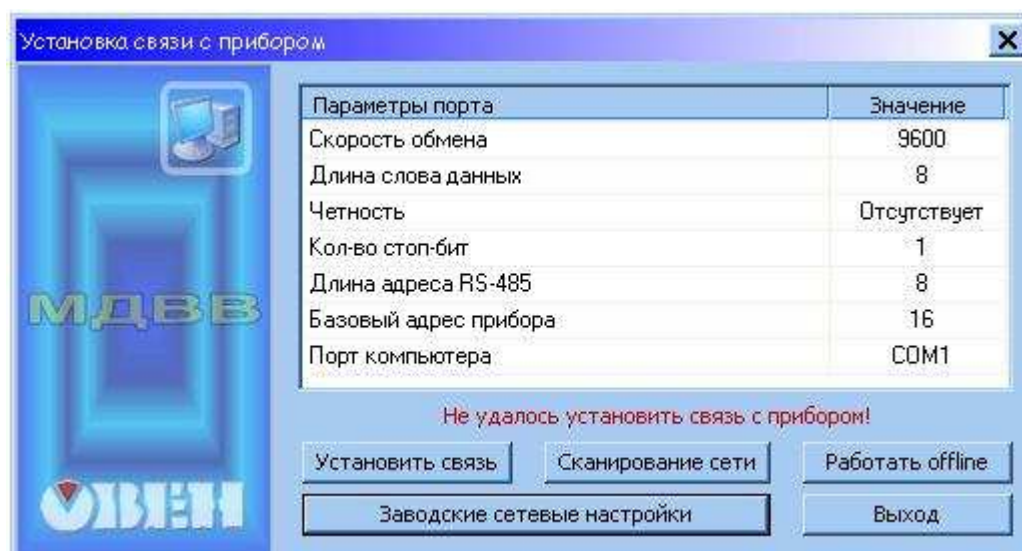 Установка связи с прибором
Параметры порта Значение
Скорость обмена 9600
Длина слова данных 8
Четность Отсутствует
Кол-во стоп-бит 1
Длина адреса RS-485 8
Базовый адрес прибора 16
Порт компьютера COM1
МДВВ
Не удалось установить связь с прибором!
Установить связь Сканирование сети Работать offline
ОВЕН
Заводские сетевые настройки Выход